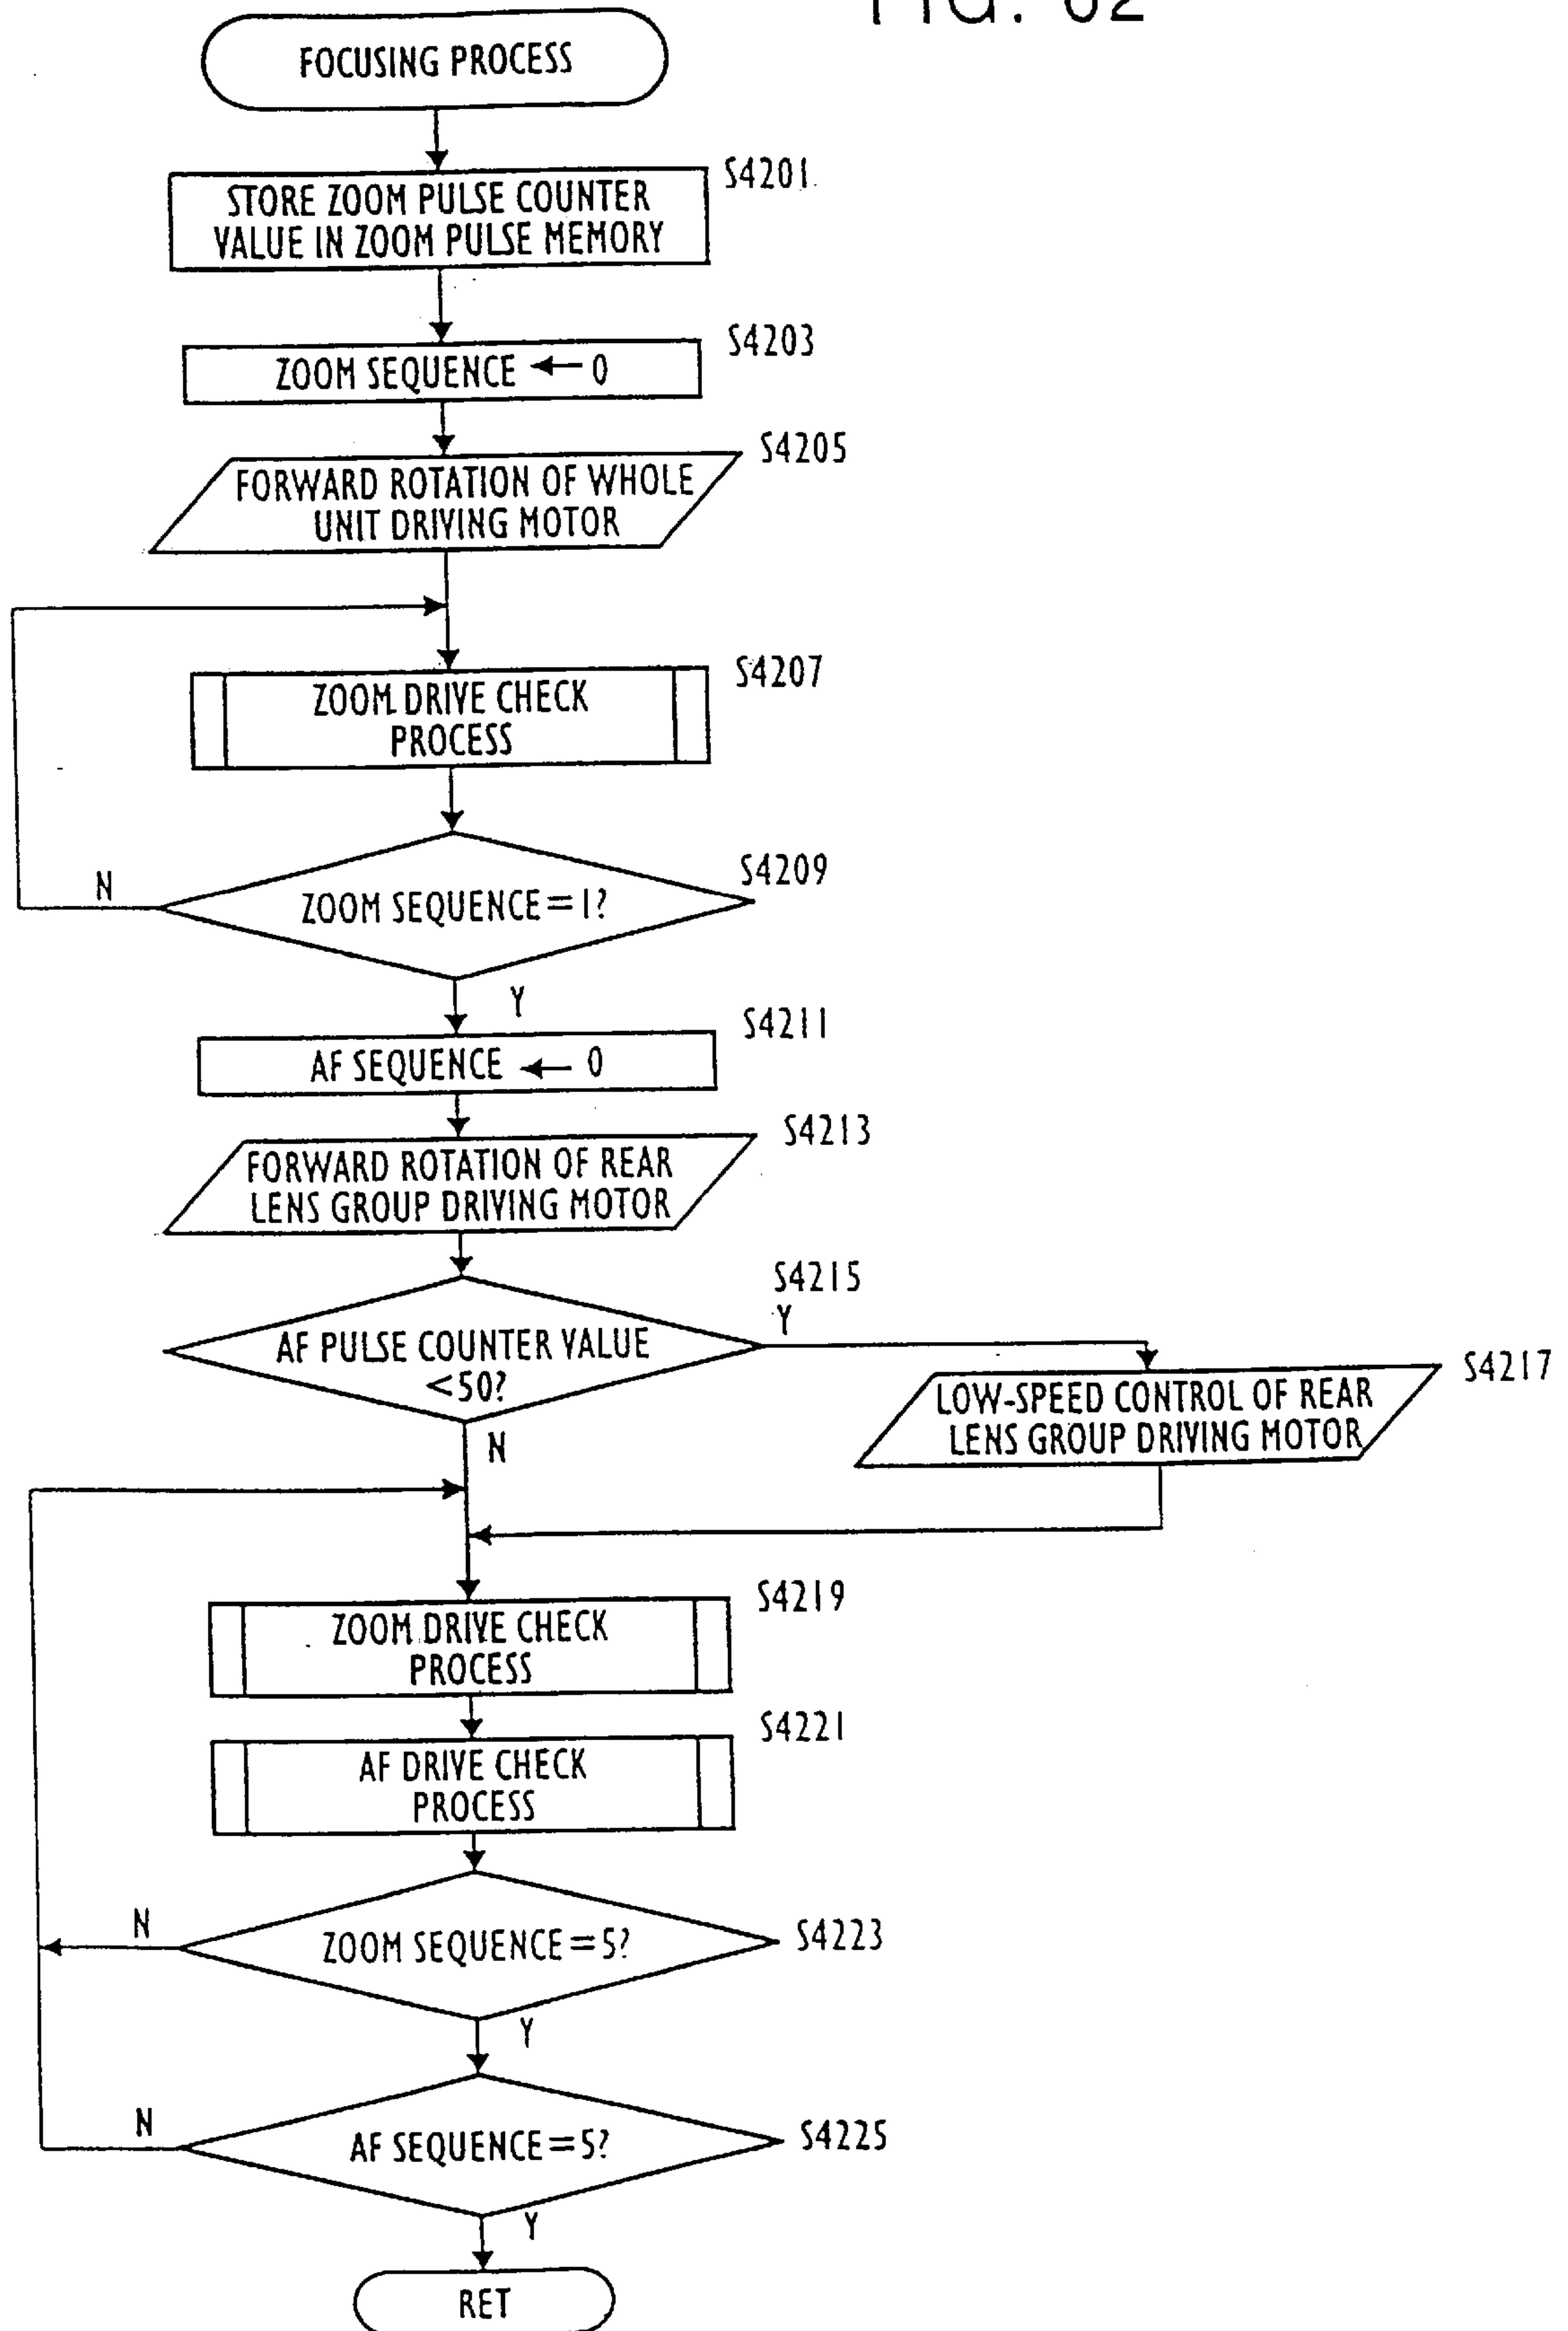 FOCUSING PROCESS
S4201
STORE ZOOM PULSE COUNTER
VALUE IN ZOOM PULSE MEMORY
S4203
ZOOM SEQUENCE ← 0
S4205
FORWARD ROTATION OF WHOLE
UNIT DRIVING MOTOR
S4207
ZOOM DRIVE CHECK
PROCESS
S4209
N
ZOOM SEQUENCE=1?
Y
S4211
AF SEQUENCE ← 0
S4213
FORWARD ROTATION OF REAR
LENS GROUP DRIVING MOTOR
S4215
Y
AF PULSE COUNTER VALUE
<50?
S4217
LOW-SPEED CONTROL OF REAR
LENS GROUP DRIVING MOTOR
N
S4219
ZOOM DRIVE CHECK
PROCESS
S4221
AF DRIVE CHECK
PROCESS
N
ZOOM SEQUENCE=5?
S4223
Y
N
AF SEQUENCE=5?
S4225
Y
RET